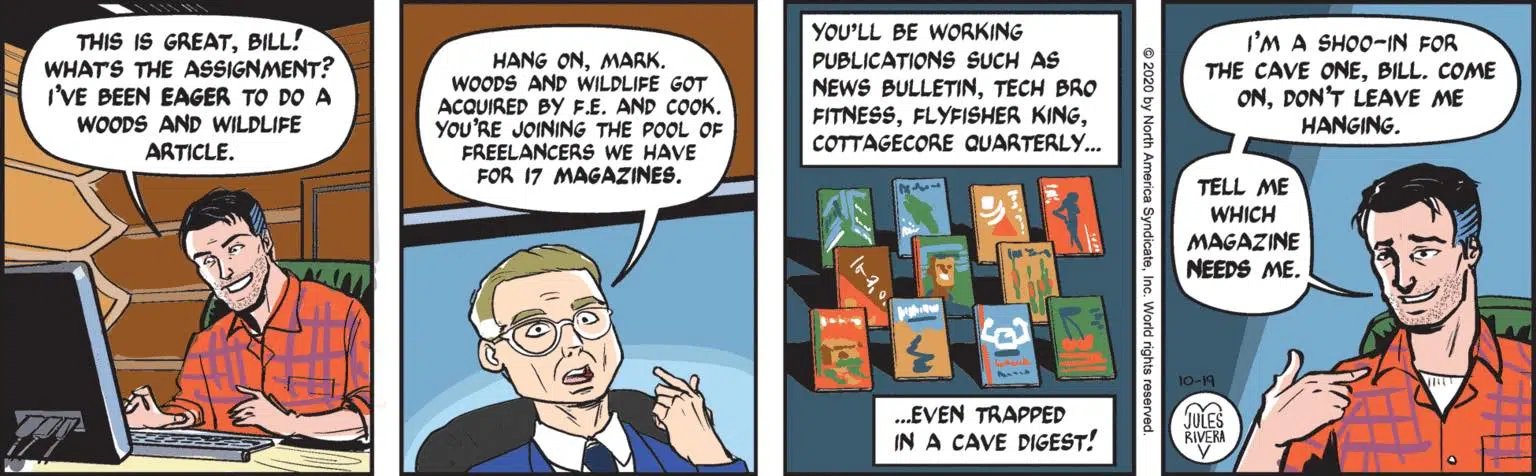 THIS IS GREAT, BILL!
WHAT'S THE ASSIGNMENT?
I'VE BEEN EAGER TO DO A
WOODS AND WILDLIFE
ARTICLE.
HANG ON, MARK.
WOODS AND WILDLIFE GOT
ACQUIRED BY F.E. AND COOK.
YOU'RE JOINING THE POOL OF
FREELANCERS WE HAVE
FOR 17 MAGAZINES.
YOU'LL BE WORKING
PUBLICATIONS SUCH AS
NEWS BULLETIN, TECH BRO
FITNESS, FLYFISHER KING,
COTTAGECORE QUARTERLY...
...EVEN TRAPPED
IN A CAVE DIGEST!
© 2020 by North America Syndicate, Inc. World rights reserved.
I'M A SHOO-IN FOR
THE CAVE ONE, BILL. COME
ON, DON'T LEAVE ME
HANGING.
TELL ME
WHICH
MAGAZINE
NEEDS ME.
10-19
JULES
RIVERA